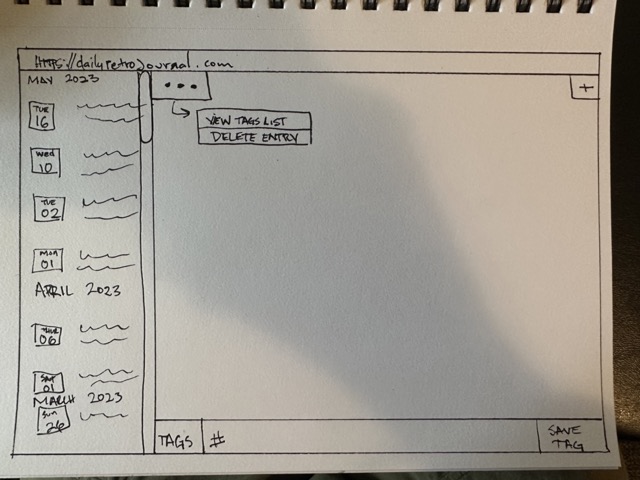 https://dailyretrojournal.com
MAY 2023
...
+
TUE
16
VIEW TAGS LIST
DELETE ENTRY
WED
10
TUE
02
MON
01
APRIL 2023
THUR
06
SAT
01
MARCH 2023
SUN
26
TAGS
#
SAVE
TAG